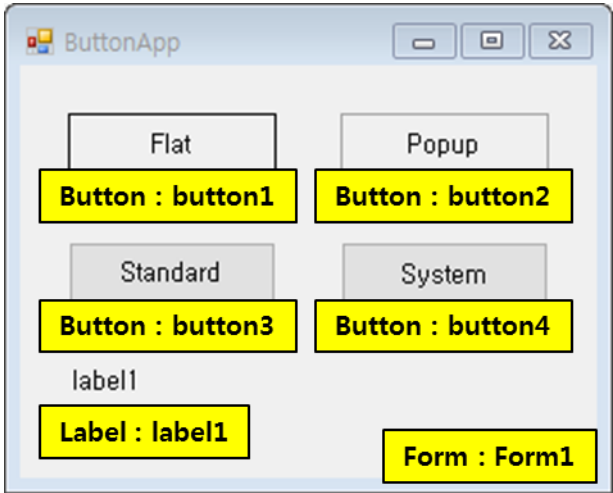 ButtonApp
Flat
Popup
Button : button1
Button : button2
Standard
System
Button : button3
Button : button4
label1
Label : label1
Form : Form1